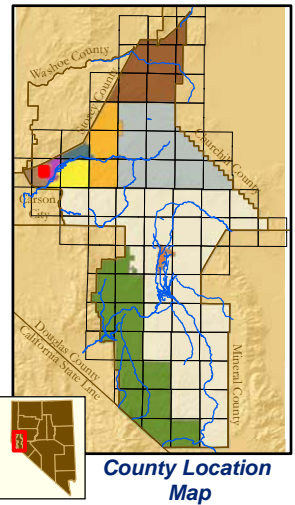 Washoe County
Storey County
Churchill County
Carson
City
Douglas County
California State Line
Mineral County
County Location
Map